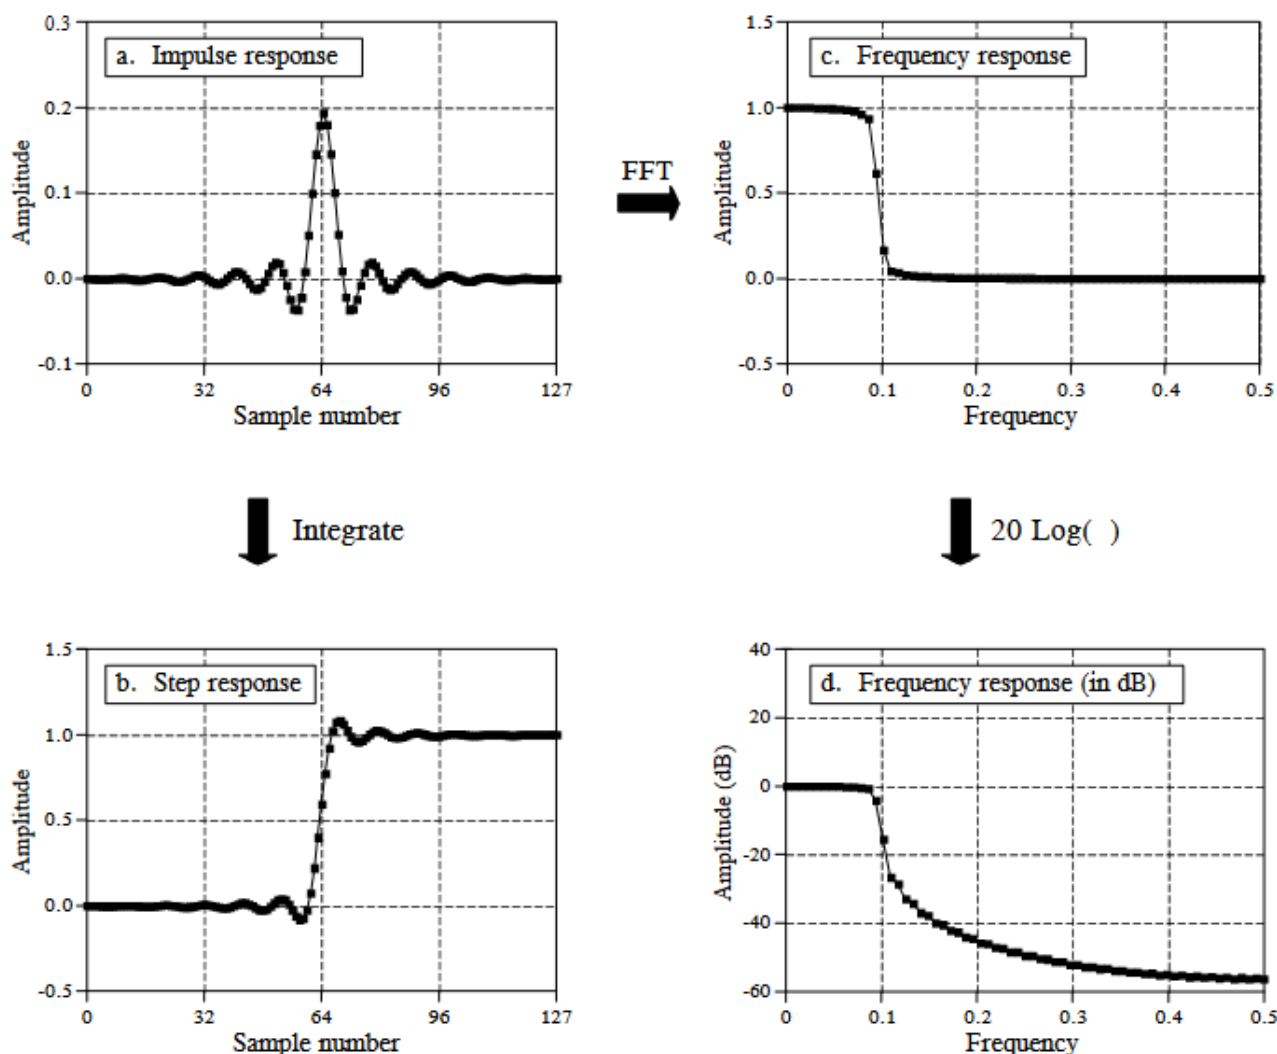 a. Impulse response
0.3
0.2
0.1
0.0
-0.1
Amplitude
0 32 64 96 127
Sample number
FFT
c. Frequency response
1.5
1.0
0.5
0.0
-0.5
Amplitude
0 0.1 0.2 0.3 0.4 0.5
Frequency
Integrate
20 Log( )
b. Step response
1.5
1.0
0.5
0.0
-0.5
Amplitude
0 32 64 96 127
Sample number
d. Frequency response (in dB)
40
20
0
-20
-40
-60
Amplitude (dB)
0 0.1 0.2 0.3 0.4 0.5
Frequency